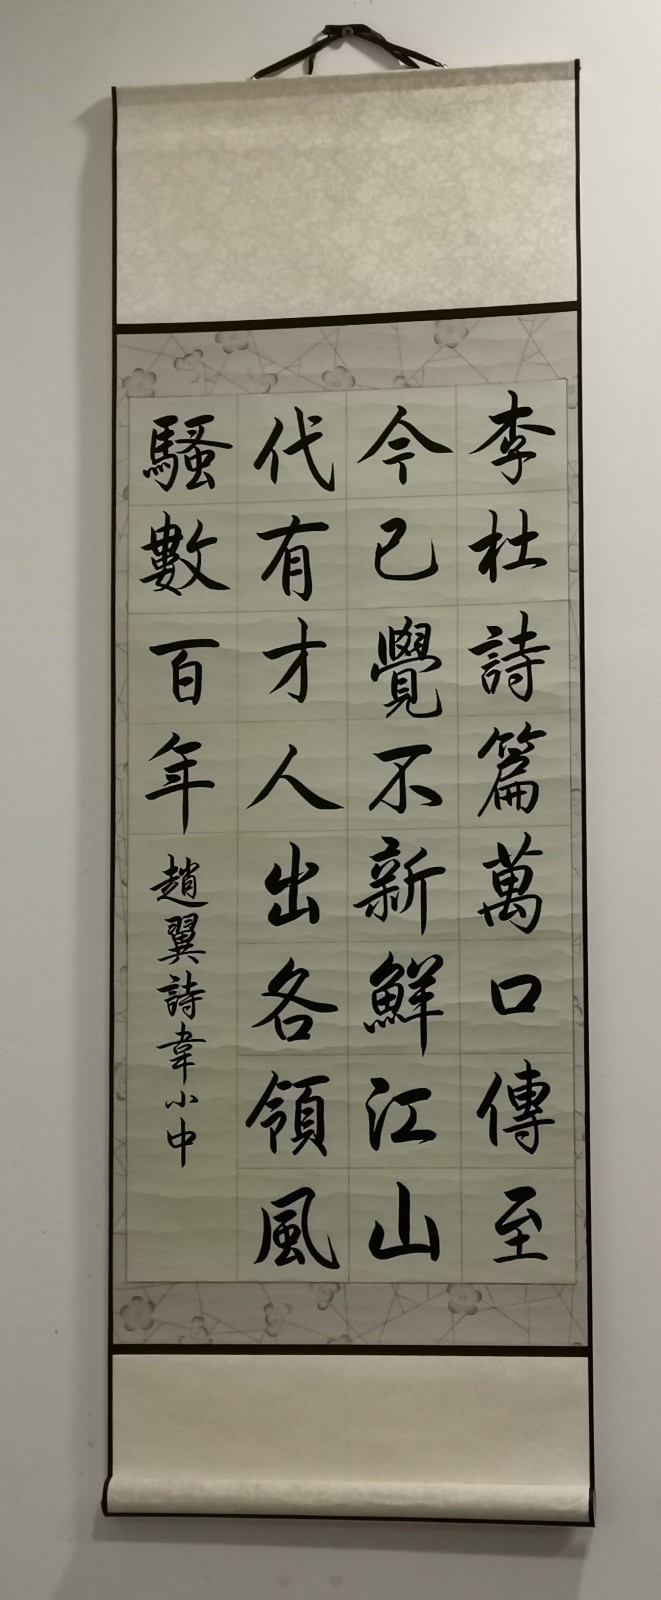 李杜詩篇萬口傳至
今已覺不新鮮江山
代有才人出各領風
騷數百年趙翼詩韋小中